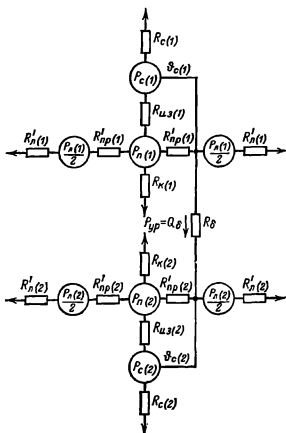 R_c(1)
P_c(1) ϑ_c(1)
R_из(1)
R'_л(1) P_л(1)/2 R'_пр(1) P_п(1) R'_пр(1) P_л(1)/2 R'_л(1)
R_к(1)
P_ур=Q_в R_в
R_к(2)
R'_л(2) P_л(2)/2 R'_пр(2) P_п(2) R'_пр(2) P_л(2)/2 R'_л(2)
R_из(2)
P_c(2) ϑ_c(2)
R_c(2)